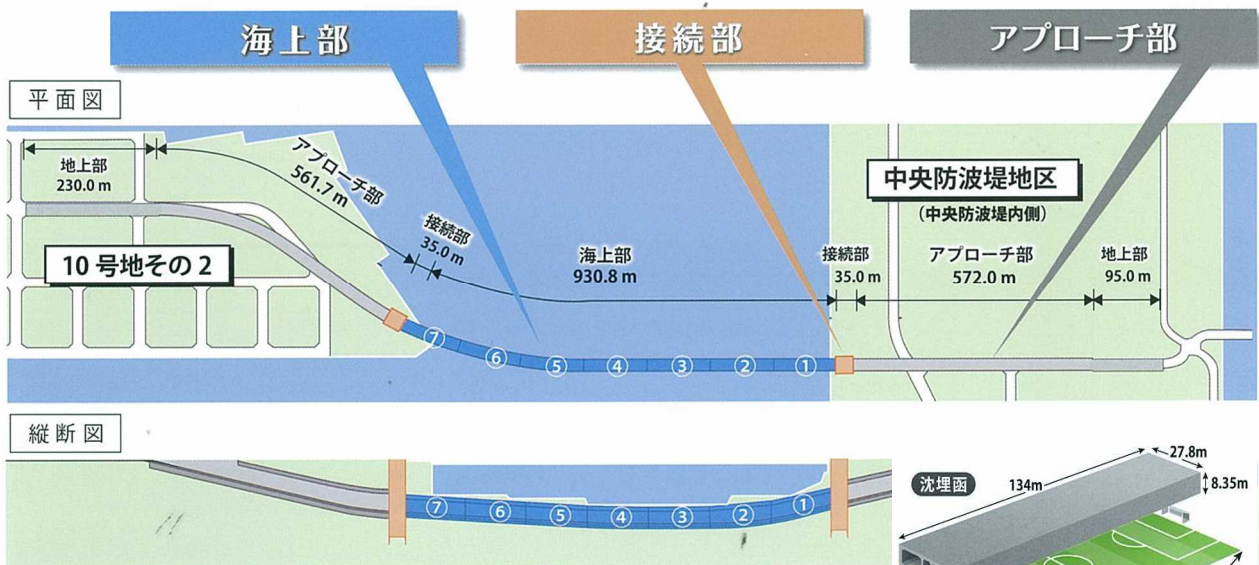 海上部
接続部
アプローチ部
平面図
地上部
230.0 m
アプローチ部
561.7 m
接続部
35.0 m
海上部
930.8 m
中央防波堤地区
(中央防波堤内側)
接続部
35.0 m
アプローチ部
572.0 m
地上部
95.0 m
10 号地その 2
⑦
⑥
⑤
④
③
②
①
縦断図
⑦
⑥
⑤
④
③
②
①
沈埋函
134m
27.8m
8.35m